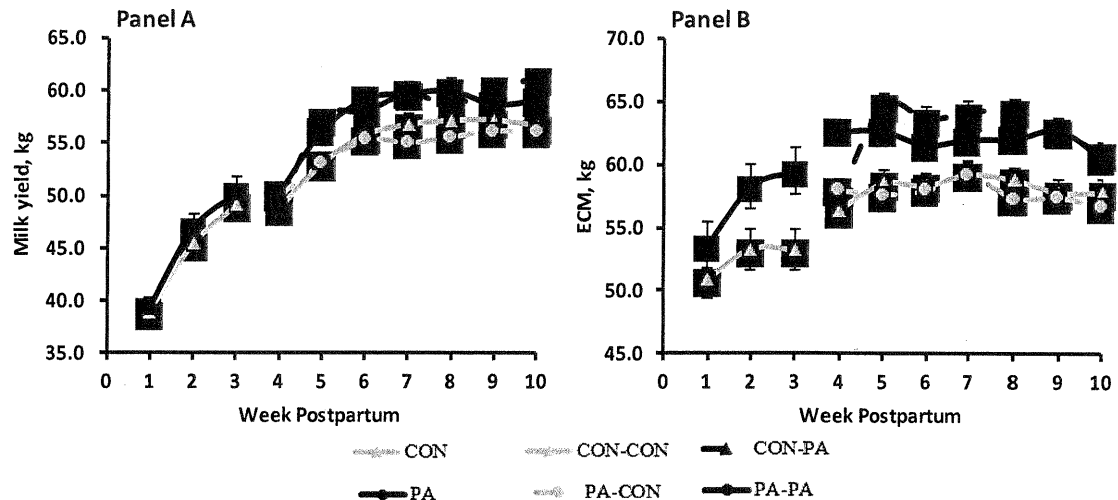 Panel A
Panel B
65.0
60.0
55.0
50.0
45.0
40.0
35.0
Milk yield, kg
0 1 2 3 4 5 6 7 8 9 10
Week Postpartum
70.0
65.0
60.0
55.0
50.0
45.0
ECM, kg
0 1 2 3 4 5 6 7 8 9 10
Week Postpartum
CON CON-CON CON-PA
PA PA-CON PA-PA